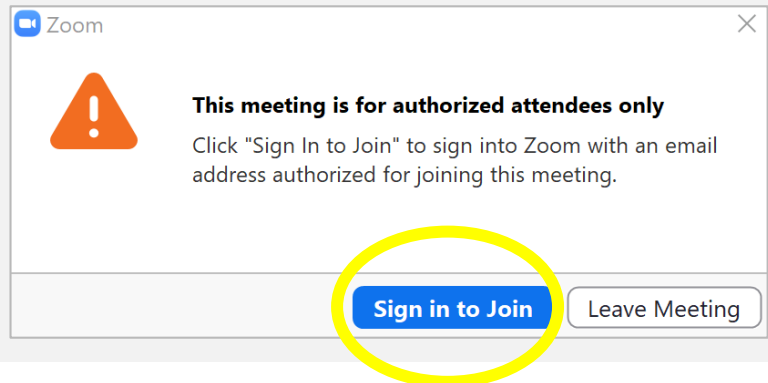 Zoom
This meeting is for authorized attendees only
Click "Sign In to Join" to sign into Zoom with an email
address authorized for joining this meeting.
Sign in to Join
Leave Meeting